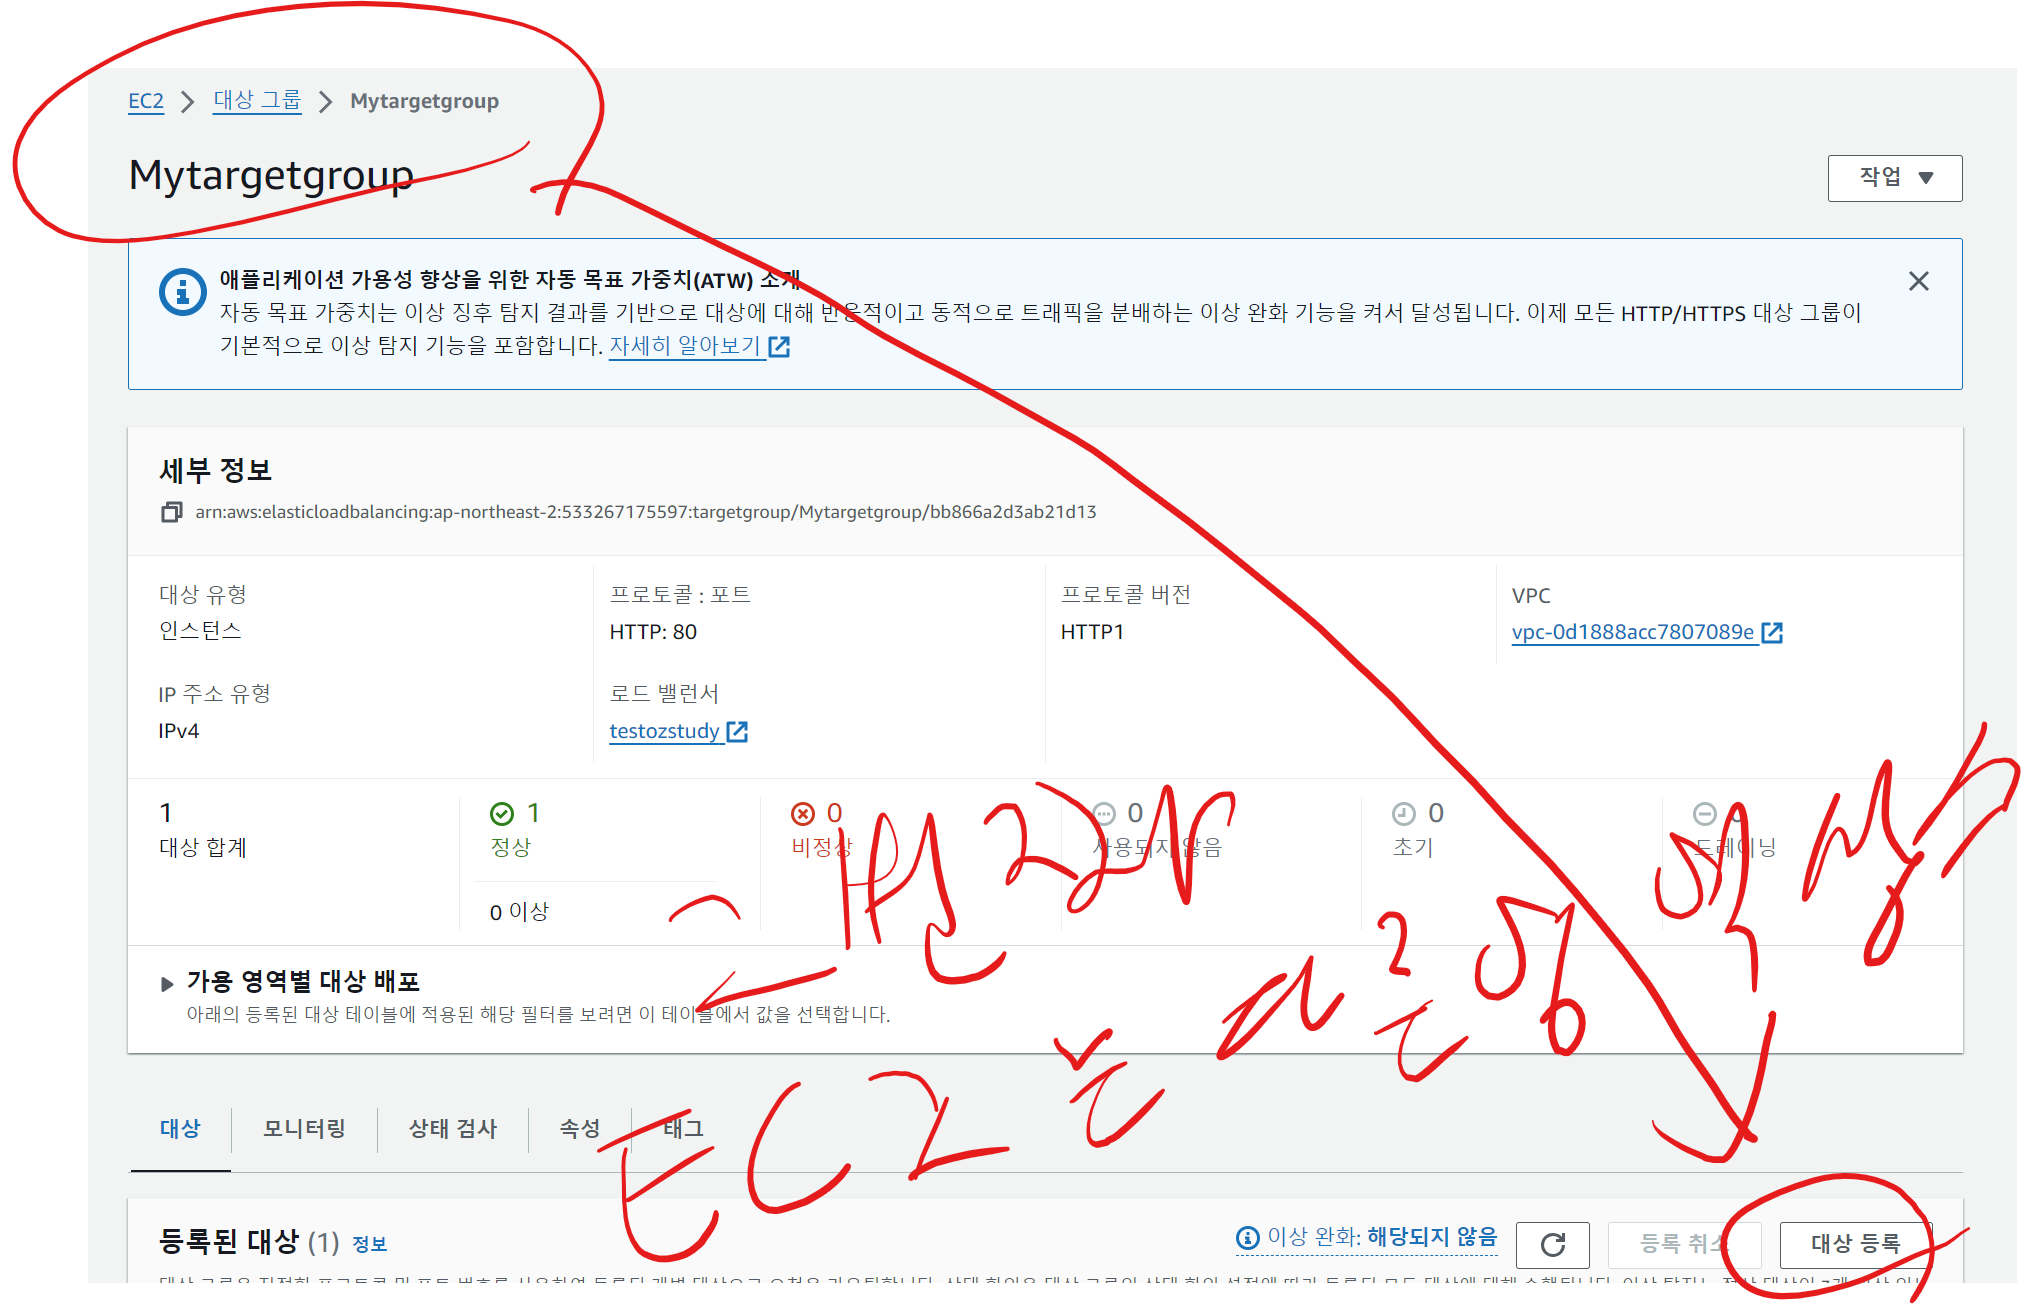 EC2 > 대상 그룹 > Mytargetgroup
Mytargetgroup
작업
애플리케이션 가용성 향상을 위한 자동 목표 가중치(ATW) 소개
자동 목표 가중치는 이상 징후 탐지 결과를 기반으로 대상에 대해 반응적이고 동적으로 트래픽을 분배하는 이상 완화 기능을 켜서 달성됩니다. 이제 모든 HTTP/HTTPS 대상 그룹이
기본적으로 이상 탐지 기능을 포함합니다. 자세히 알아보기
세부 정보
arn:aws:elasticloadbalancing:ap-northeast-2:533267175597:targetgroup/Mytargetgroup/bb866a2d3ab21d13
대상 유형
인스턴스
프로토콜 : 포트
HTTP: 80
프로토콜 버전
HTTP1
VPC
vpc-0d1888acc7807089e
IP 주소 유형
IPv4
로드 밸런서
testozstudy
1
대상 합계
1
정상
0 이상
0
비정상
0
사용되지 않음
0
초기
0
드레이닝
가용 영역별 대상 배포
아래의 등록된 대상 테이블에 적용된 해당 필터를 보려면 이 테이블에서 값을 선택합니다.
EC2
대상
모니터링
상태 검사
속성
태그
등록된 대상 (1) 정보
이상 완화: 해당되지 않음
등록 취소
대상 등록